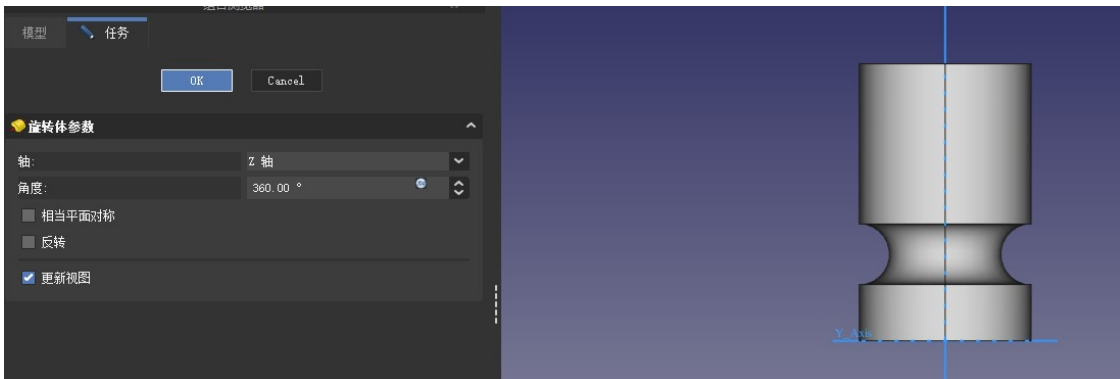 模型
任务
OK
Cancel
旋转体参数
轴:
Z 轴
角度:
360.00 °
相当平面对称
反转
更新视图
Y_Axis